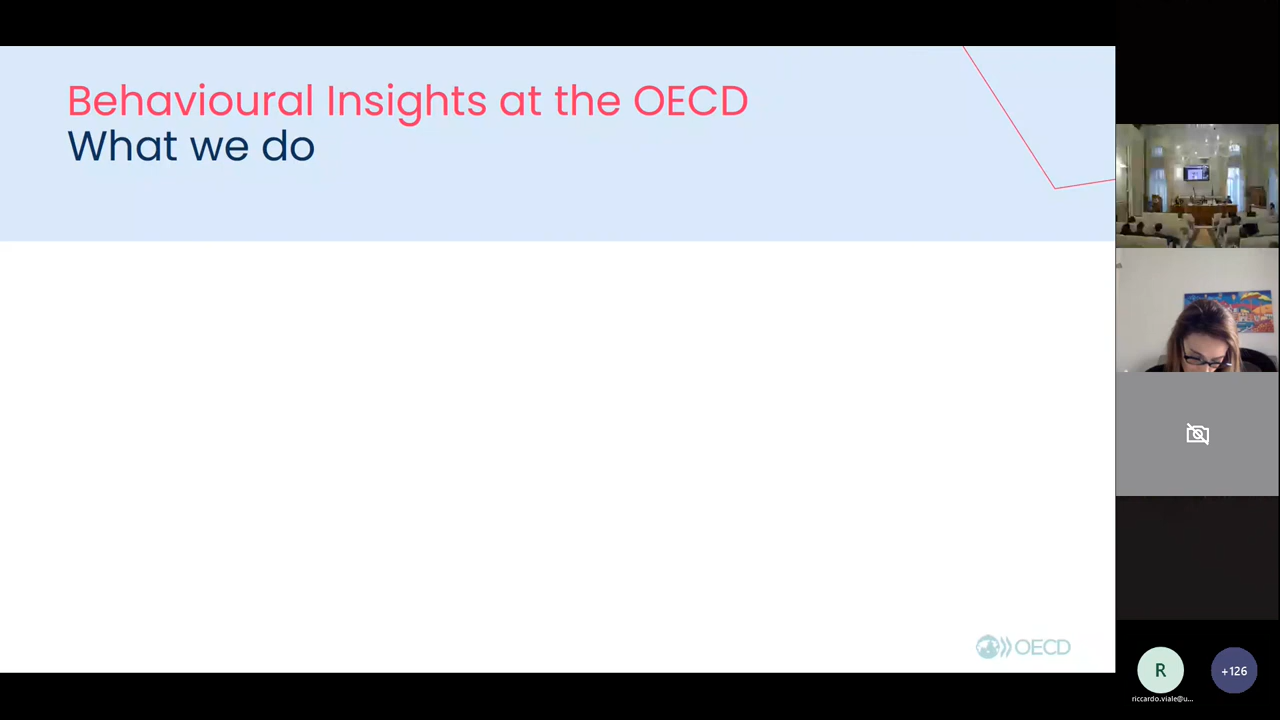 Behavioural Insights at the OECD
What we do
OECD
R
+126
riccardo.viale@u...